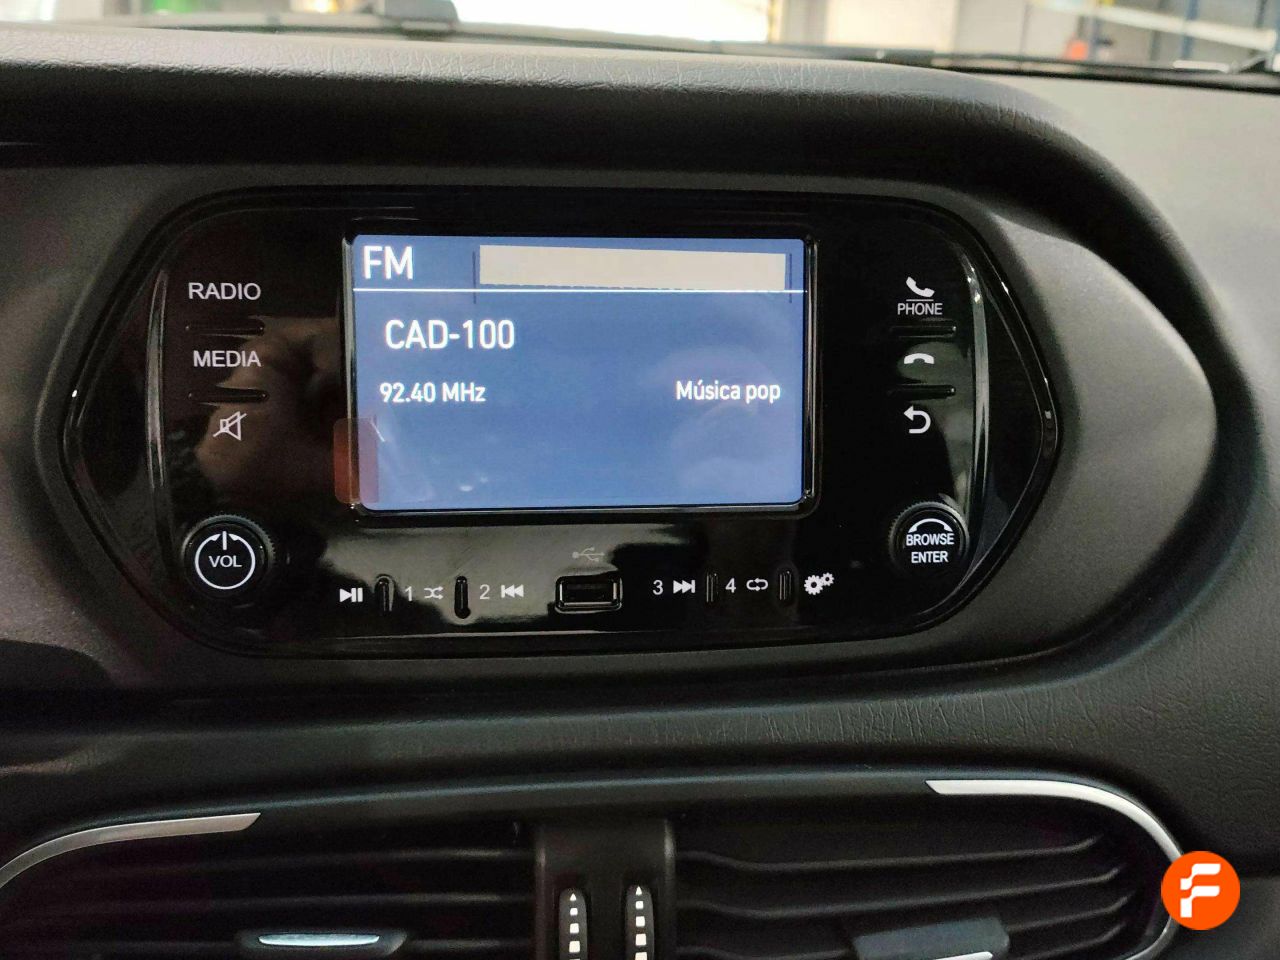 FM
CAD-100
92.40 MHz
Música pop
RADIO
MEDIA
VOL
PHONE
BROWSE
ENTER
1
2
3
4
F